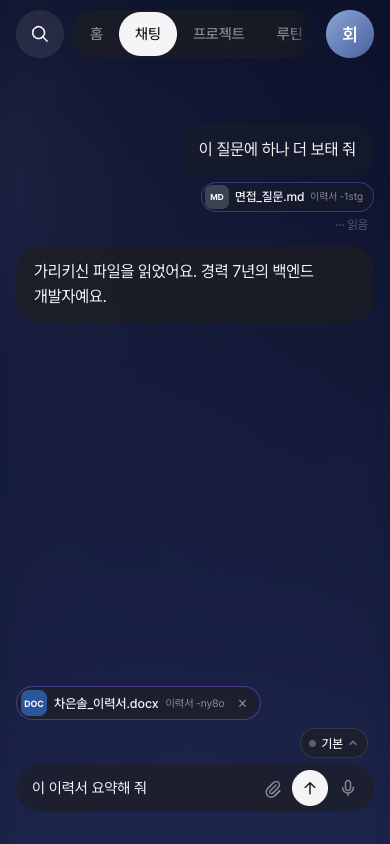 홈 채팅 프로젝트 루틴 회
이 질문에 하나 더 보태 줘
MD 면접_질문.md 이력서 -1stg
··· 읽음
가리키신 파일을 읽었어요. 경력 7년의 백엔드
개발자예요.
DOC 차은솔_이력서.docx 이력서 -ny8o ×
기본
이 이력서 요약해 줘